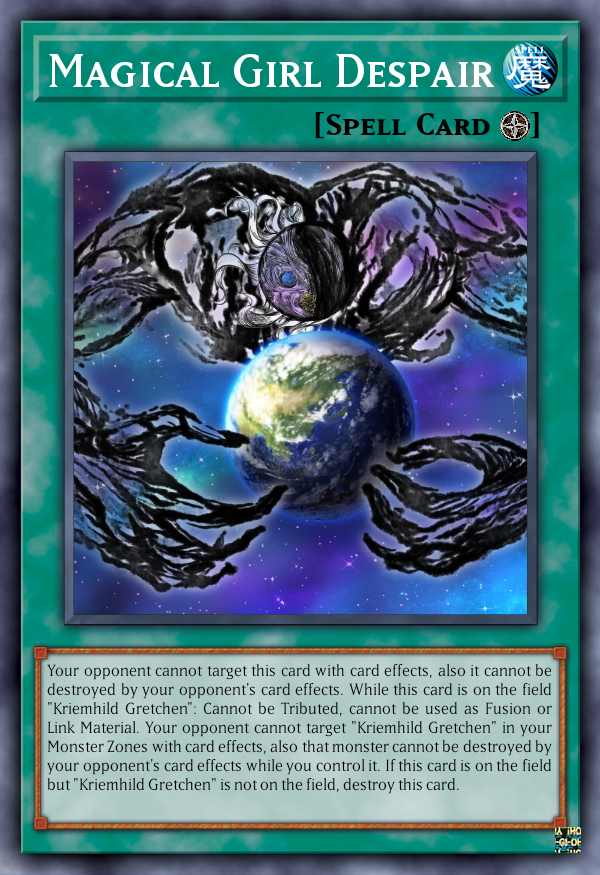 Magical Girl Despair
SPELL
魔
[Spell Card ]
Your opponent cannot target this card with card effects, also it cannot be
destroyed by your opponent's card effects. While this card is on the field
"Kriemhild Gretchen": Cannot be Tributed, cannot be used as Fusion or
Link Material. Your opponent cannot target "Kriemhild Gretchen" in your
Monster Zones with card effects, also that monster cannot be destroyed by
your opponent's card effects while you control it. If this card is on the field
but "Kriemhild Gretchen" is not on the field, destroy this card.